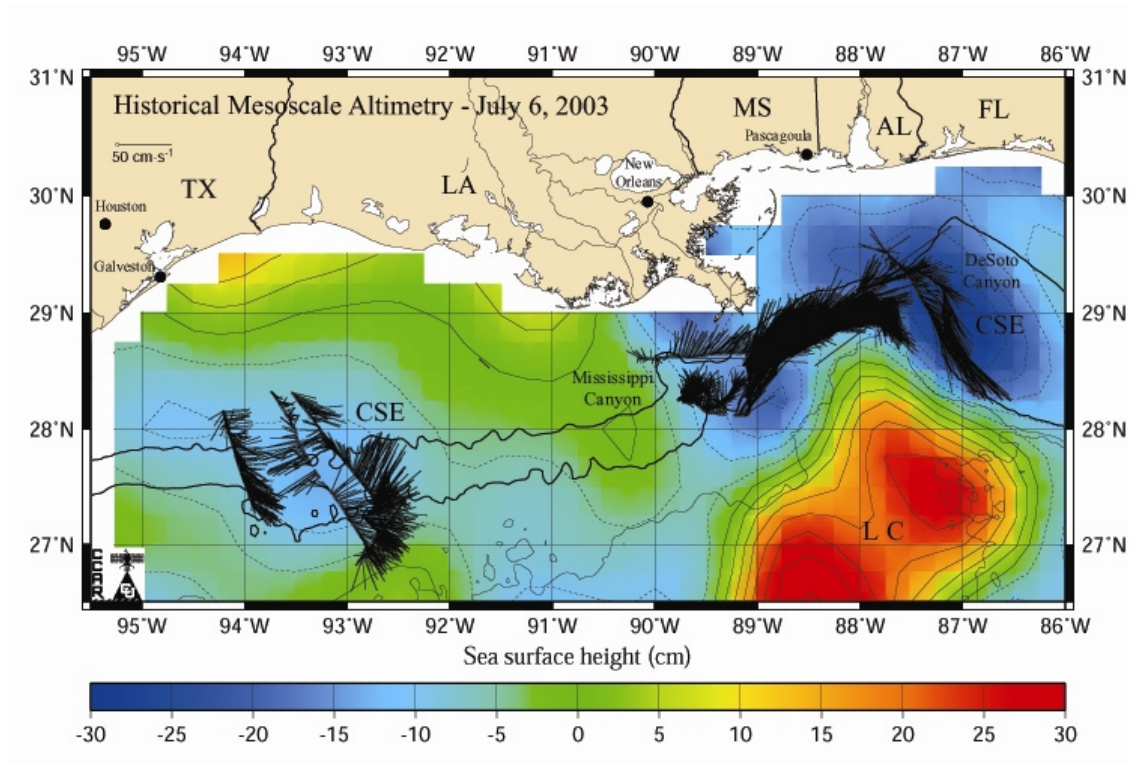 95°W 94°W 93°W 92°W 91°W 90°W 89°W 88°W 87°W 86°W
31°N 31°N
Historical Mesoscale Altimetry - July 6, 2003
MS
FL
AL
Pascagoula
50 cm·s⁻¹
New
Orleans
TX
LA
30°N 30°N
Houston
Galveston
DeSoto
Canyon
29°N 29°N
CSE
Mississippi
Canyon
CSE
28°N 28°N
L C
27°N 27°N
CCAR
CU
95°W 94°W 93°W 92°W 91°W 90°W 89°W 88°W 87°W 86°W
Sea surface height (cm)
-30 -25 -20 -15 -10 -5 0 5 10 15 20 25 30